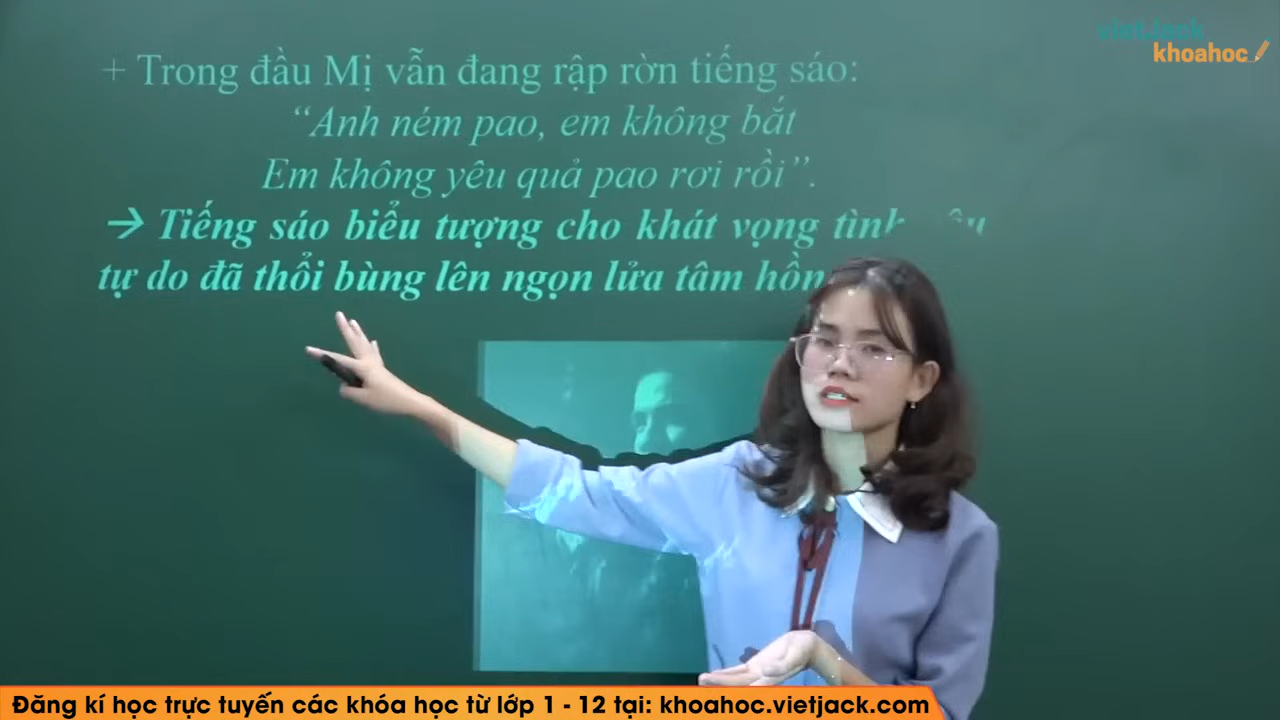 vietjack
khoahoc
+ Trong đầu Mị vẫn đang rập rờn tiếng sáo:
“Anh ném pao, em không bắt
Em không yêu quả pao rơi rồi”.
→ Tiếng sáo biểu tượng cho khát vọng
tự do đã thổi bùng lên ngọn lửa tâm hồn
Đăng kí học trực tuyến các khóa học từ lớp 1 - 12 tại: khoahoc.vietjack.com